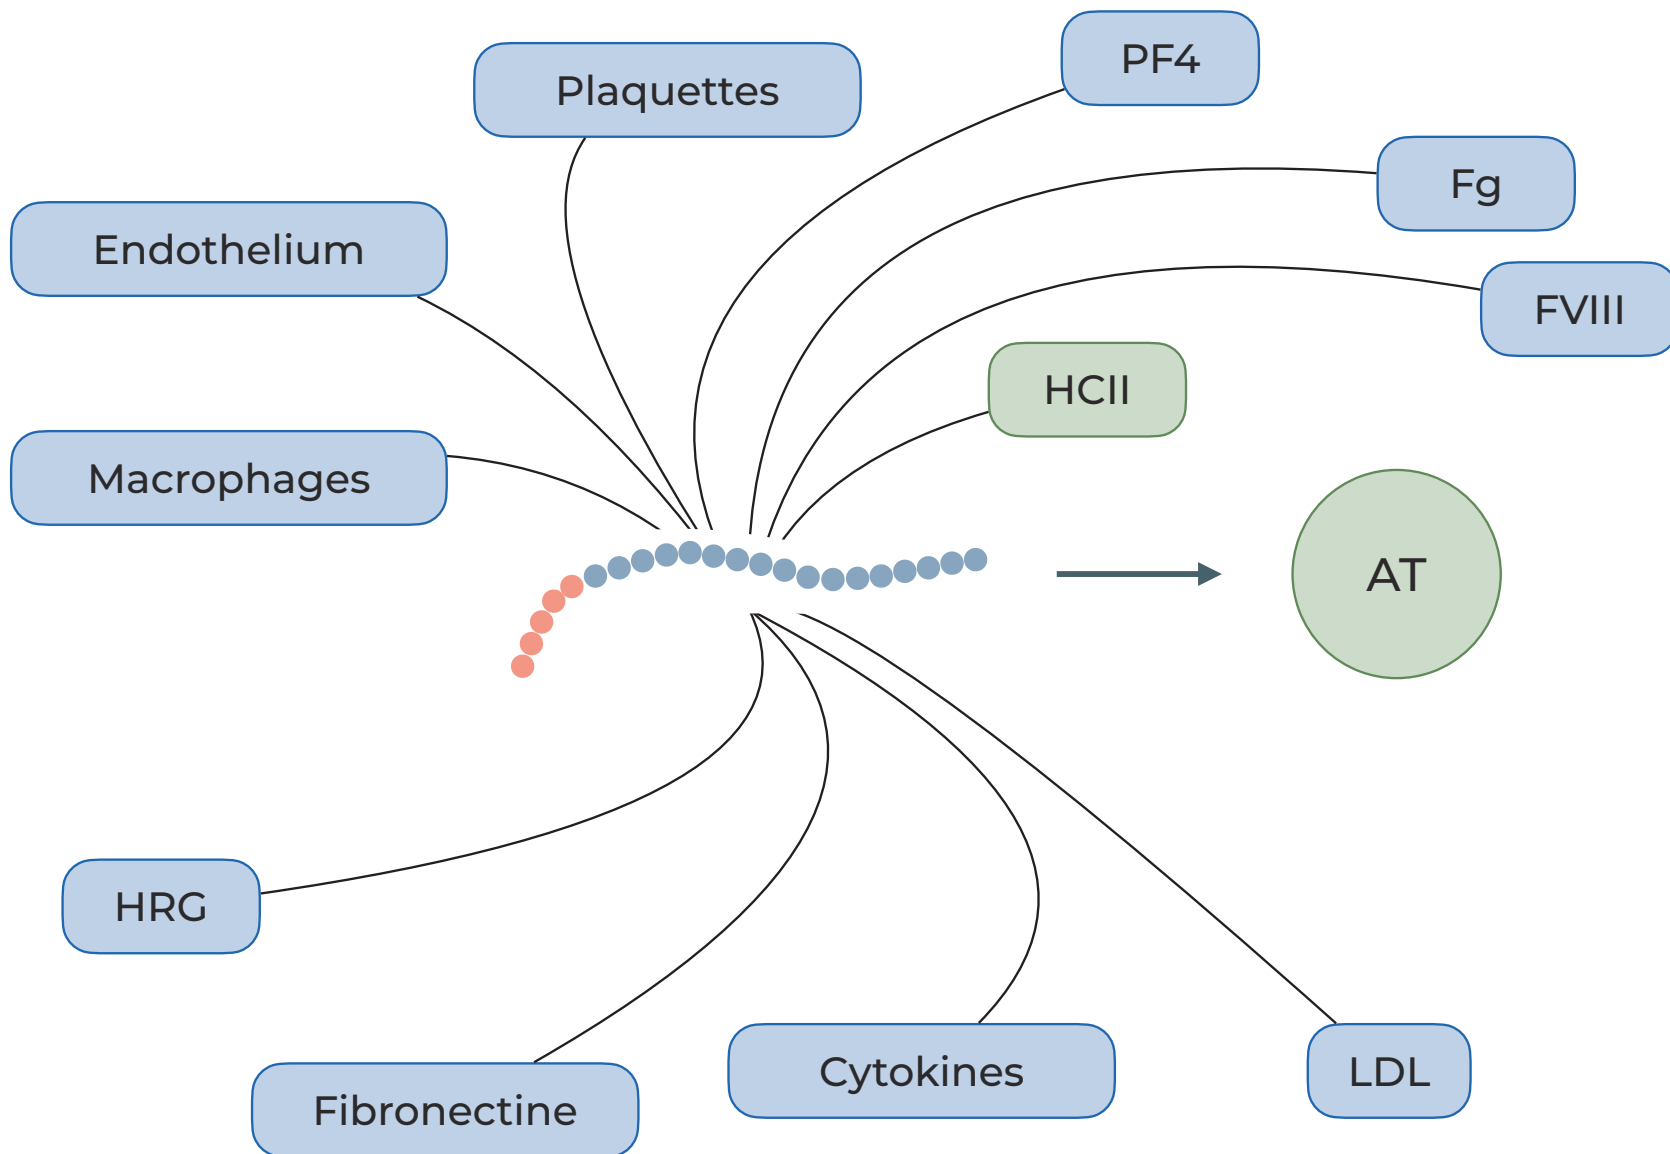 PF4
Plaquettes
Fg
Endothelium
FVIII
HCII
Macrophages
AT
HRG
Cytokines
LDL
Fibronectine